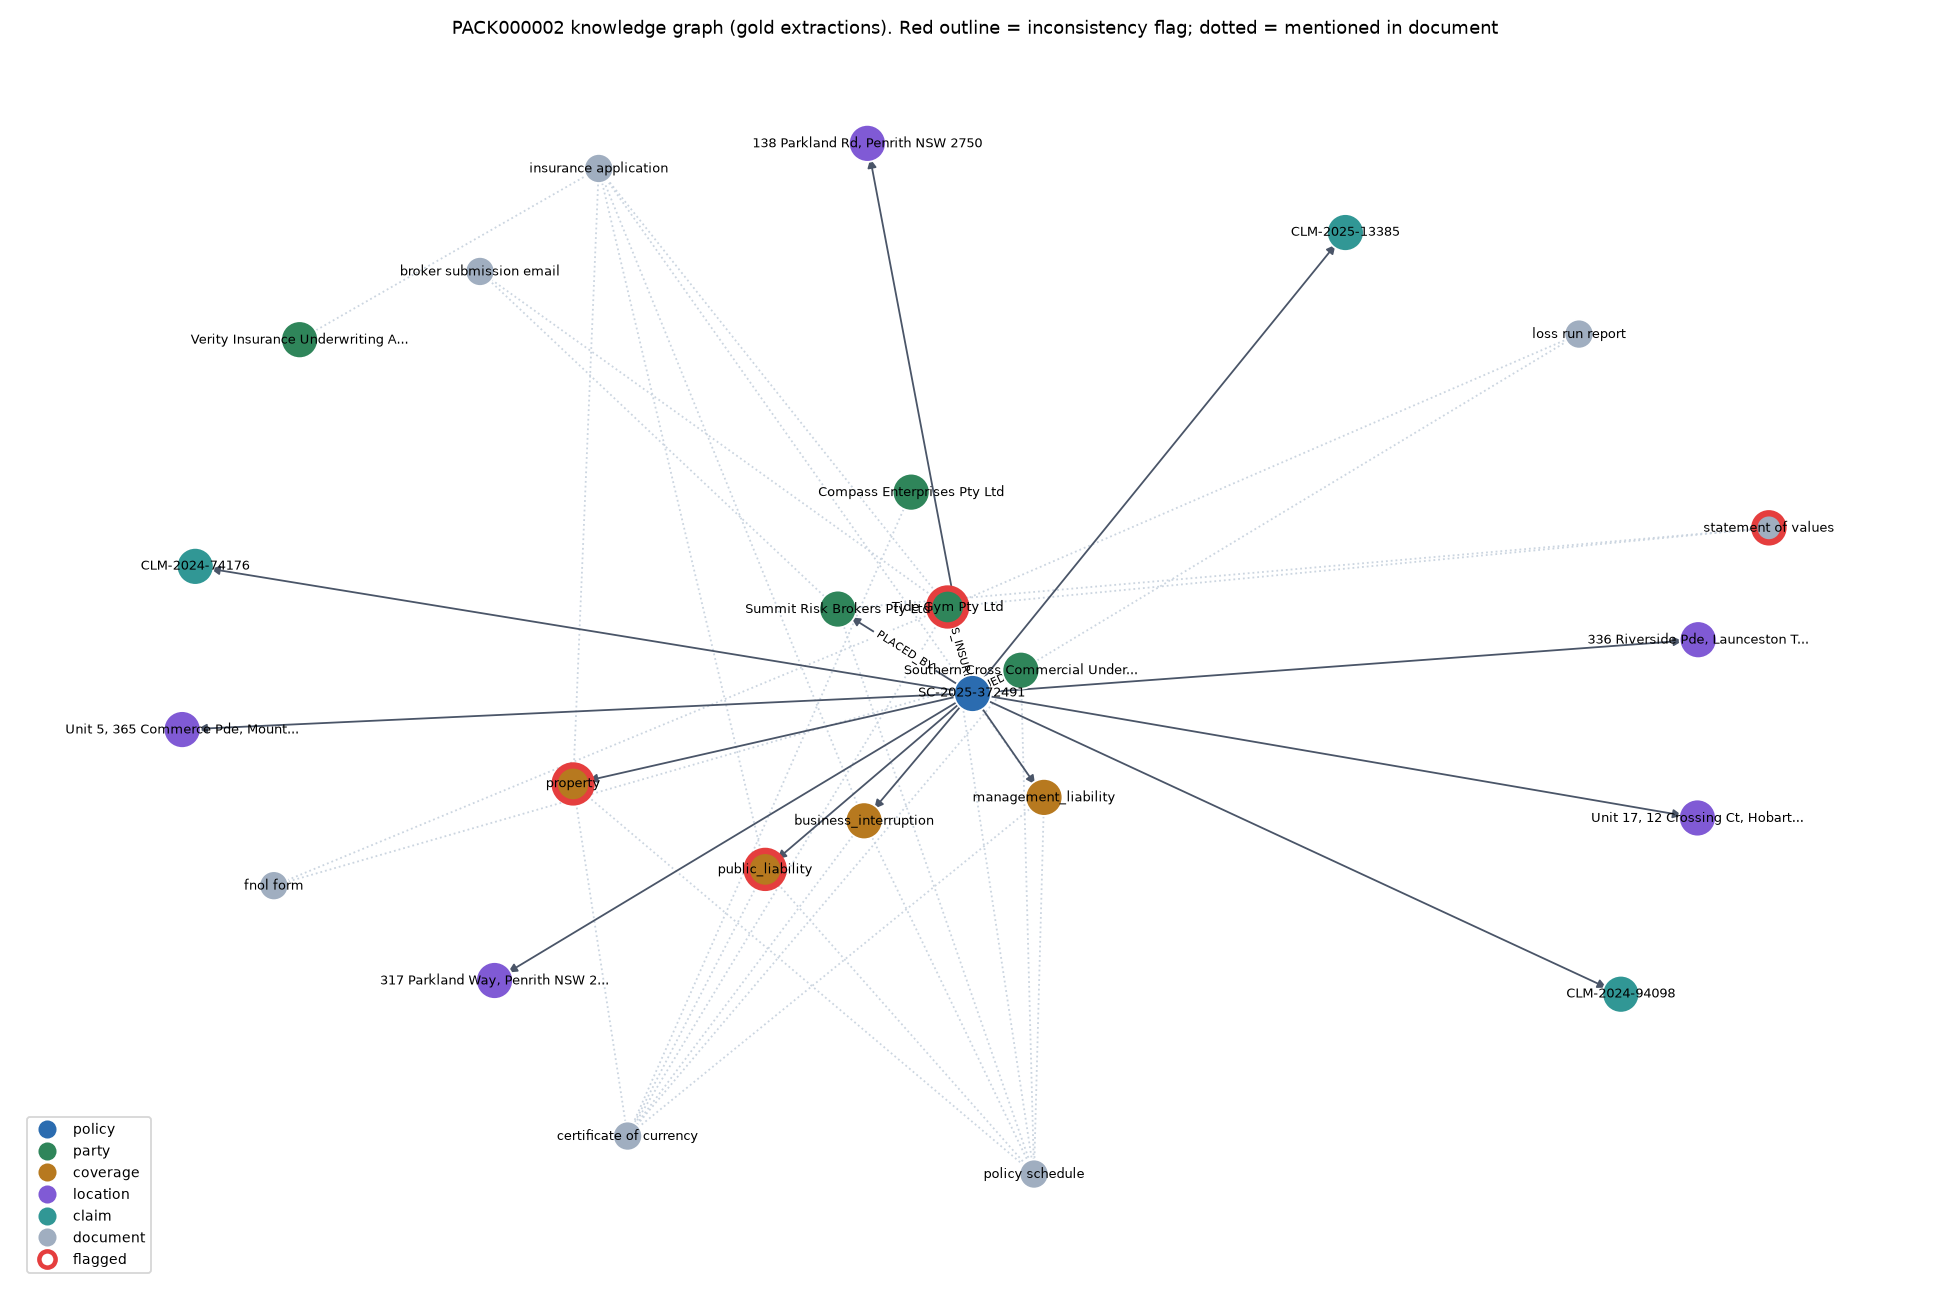 PACK000002 knowledge graph (gold extractions). Red outline = inconsistency flag; dotted = mentioned in document
138 Parkland Rd, Penrith NSW 2750
insurance application
CLM-2025-13385
broker submission email
loss run report
Verity Insurance Underwriting A...
Compass Enterprises Pty Ltd
statement of values
CLM-2024-74176
Summit Risk Brokers Pty Ltd
Tide Gym Pty Ltd
PLACED_BY
336 Riverside Pde, Launceston T...
Southern Cross Commercial Under...
SC-2025-372491
Unit 5, 365 Commerce Pde, Mount...
property
management_liability
business_interruption
Unit 17, 12 Crossing Ct, Hobart...
public_liability
fnol form
317 Parkland Way, Penrith NSW 2...
CLM-2024-94098
certificate of currency
policy schedule
policy
party
coverage
location
claim
document
flagged